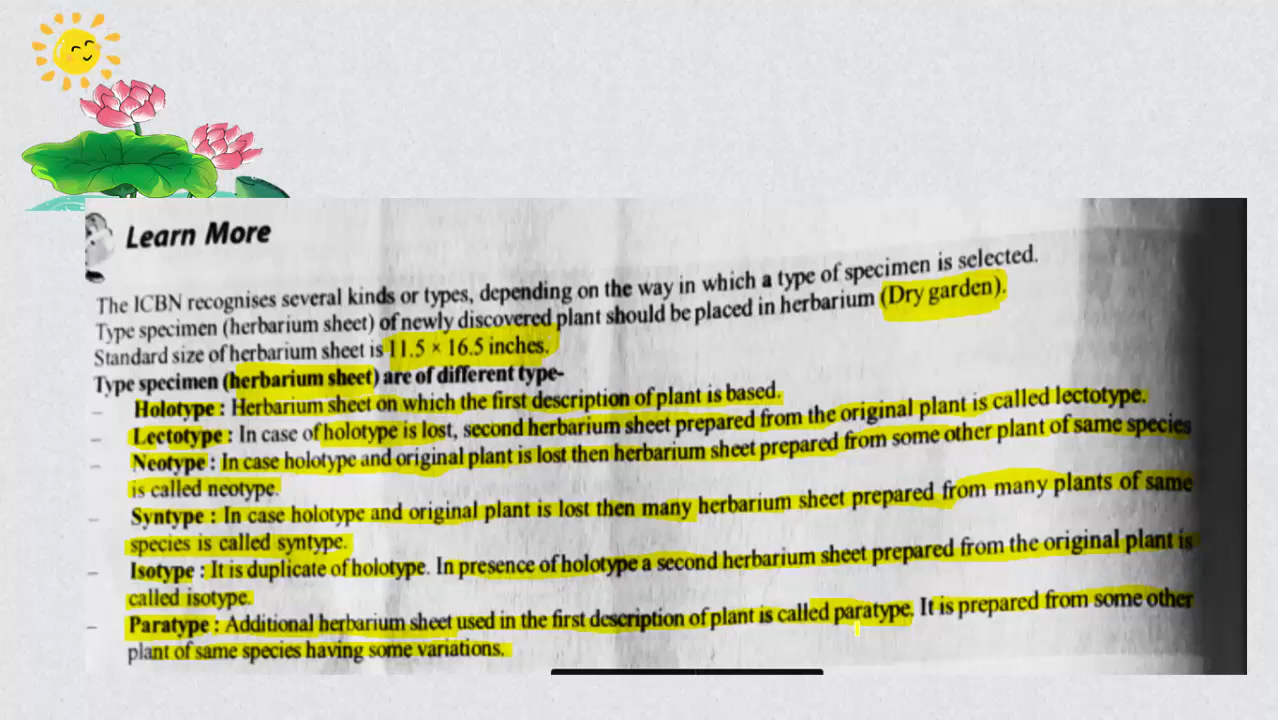 Learn More
The ICBN recognises several kinds or types, depending on the way in which a type of specimen is selected.
Type specimen (herbarium sheet) of newly discovered plant should be placed in herbarium (Dry garden).
Standard size of herbarium sheet is 11.5 × 16.5 inches.
Type specimen (herbarium sheet) are of different type-
– Holotype : Herbarium sheet on which the first description of plant is based.
– Lectotype : In case of holotype is lost, second herbarium sheet prepared from the original plant is called lectotype.
– Neotype : In case holotype and original plant is lost then herbarium sheet prepared from some other plant of same species
is called neotype.
– Syntype : In case holotype and original plant is lost then many herbarium sheet prepared from many plants of same
species is called syntype.
– Isotype : It is duplicate of holotype. In presence of holotype a second herbarium sheet prepared from the original plant is
called isotype.
– Paratype : Additional herbarium sheet used in the first description of plant is called paratype. It is prepared from some other
plant of same species having some variations.